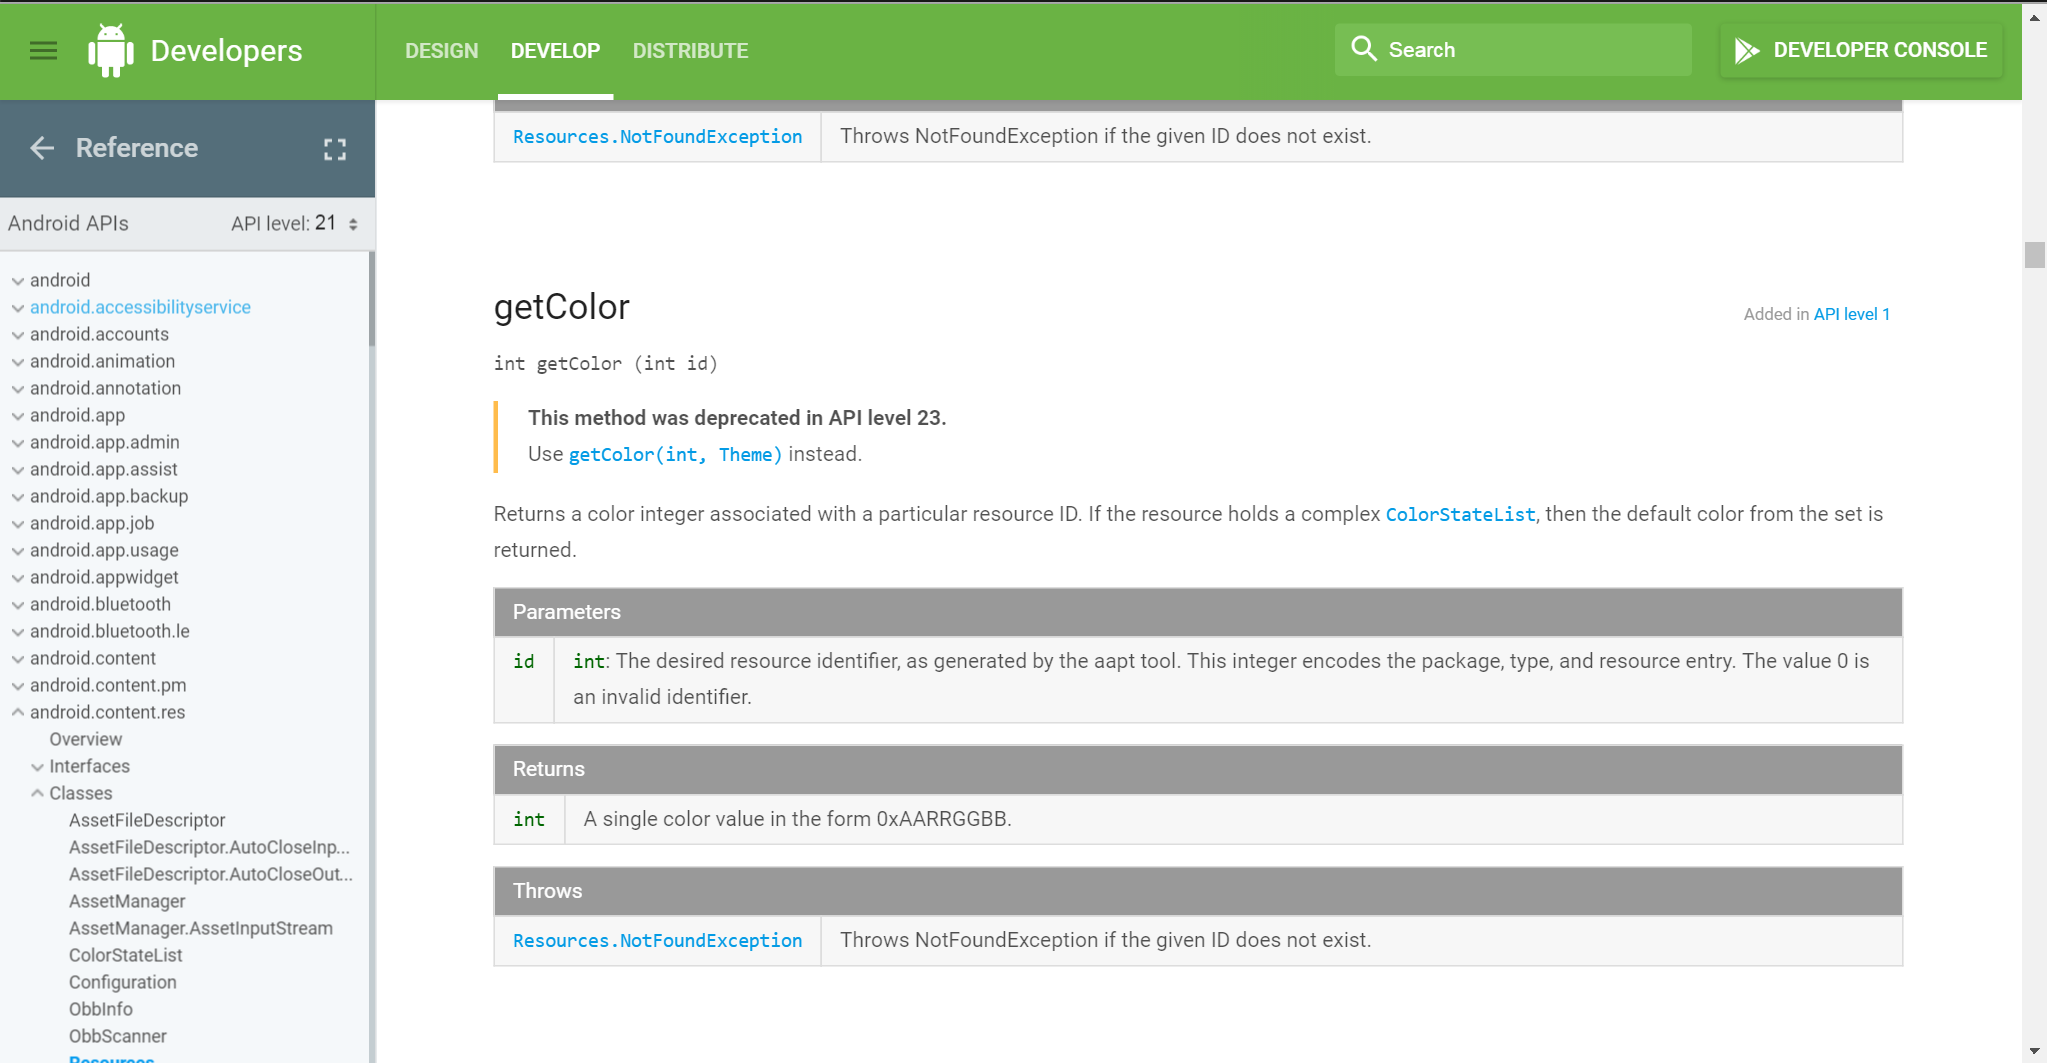 Developers
DESIGN DEVELOP DISTRIBUTE
Search
DEVELOPER CONSOLE
Reference
Android APIs API level: 21
android
android.accessibilityservice
android.accounts
android.animation
android.annotation
android.app
android.app.admin
android.app.assist
android.app.backup
android.app.job
android.app.usage
android.appwidget
android.bluetooth
android.bluetooth.le
android.content
android.content.pm
android.content.res
Overview
Interfaces
Classes
AssetFileDescriptor
AssetFileDescriptor.AutoCloseInp...
AssetFileDescriptor.AutoCloseOut...
AssetManager
AssetManager.AssetInputStream
ColorStateList
Configuration
ObbInfo
ObbScanner
Resources
Resources.NotFoundException Throws NotFoundException if the given ID does not exist.
getColor
Added in API level 1
int getColor (int id)
This method was deprecated in API level 23.
Use getColor(int, Theme) instead.
Returns a color integer associated with a particular resource ID. If the resource holds a complex ColorStateList, then the default color from the set is
returned.
Parameters
id int: The desired resource identifier, as generated by the aapt tool. This integer encodes the package, type, and resource entry. The value 0 is
an invalid identifier.
Returns
int A single color value in the form 0xAARRGGBB.
Throws
Resources.NotFoundException Throws NotFoundException if the given ID does not exist.